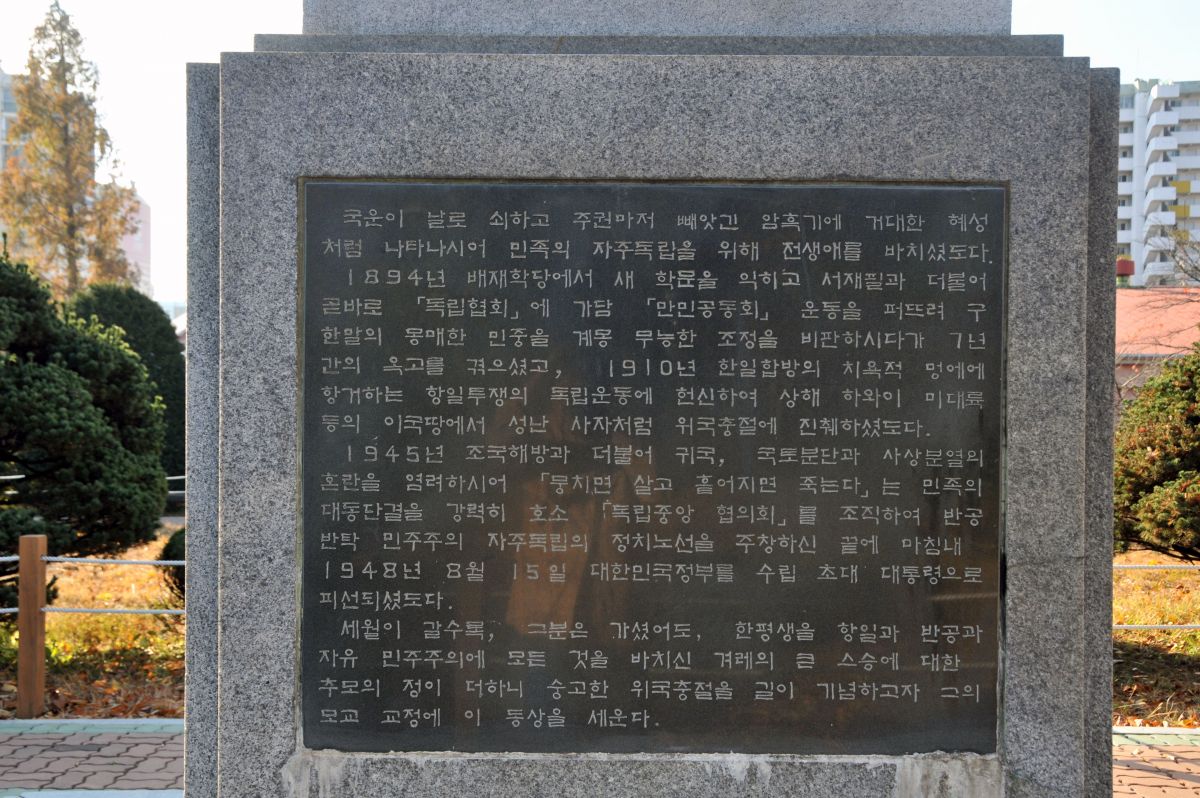 국운이 날로 쇠하고 주권마저 빼앗긴 암흑기에 거대한 혜성
처럼 나타나시어 민족의 자주독립을 위해 전생애를 바치셨도다.
1894년 배재학당에서 새 학문을 익히고 서재필과 더불어
곧바로 「독립협회」에 가담 「만민공동회」 운동을 퍼뜨려 구
한말의 몽매한 민중을 계몽 무능한 조정을 비판하시다가 7년
간의 옥고를 겪으셨고, 1910년 한일합방의 치욕적 멍에에
항거하는 항일투쟁의 독립운동에 헌신하여 상해 하와이 미대륙
등의 이국땅에서 성난 사자처럼 위국충절에 진췌하셨도다.
1945년 조국해방과 더불어 귀국, 국토분단과 사상분열의
혼란을 염려하시어 「뭉치면 살고 흩어지면 죽는다」는 민족의
대동단결을 강력히 호소 「독립중앙 협의회」를 조직하여 반공
반탁 민주주의 자주독립의 정치노선을 주창하신 끝에 마침내
1948년 8월 15일 대한민국정부를 수립 초대 대통령으로
피선되셨도다.
세월이 갈수록, 그분은 가셨어도, 한평생을 항일과 반공과
자유 민주주의에 모든 것을 바치신 겨레의 큰 스승에 대한
추모의 정이 더하니 숭고한 위국충절을 길이 기념하고자 그의
모교 교정에 이 동상을 세운다.